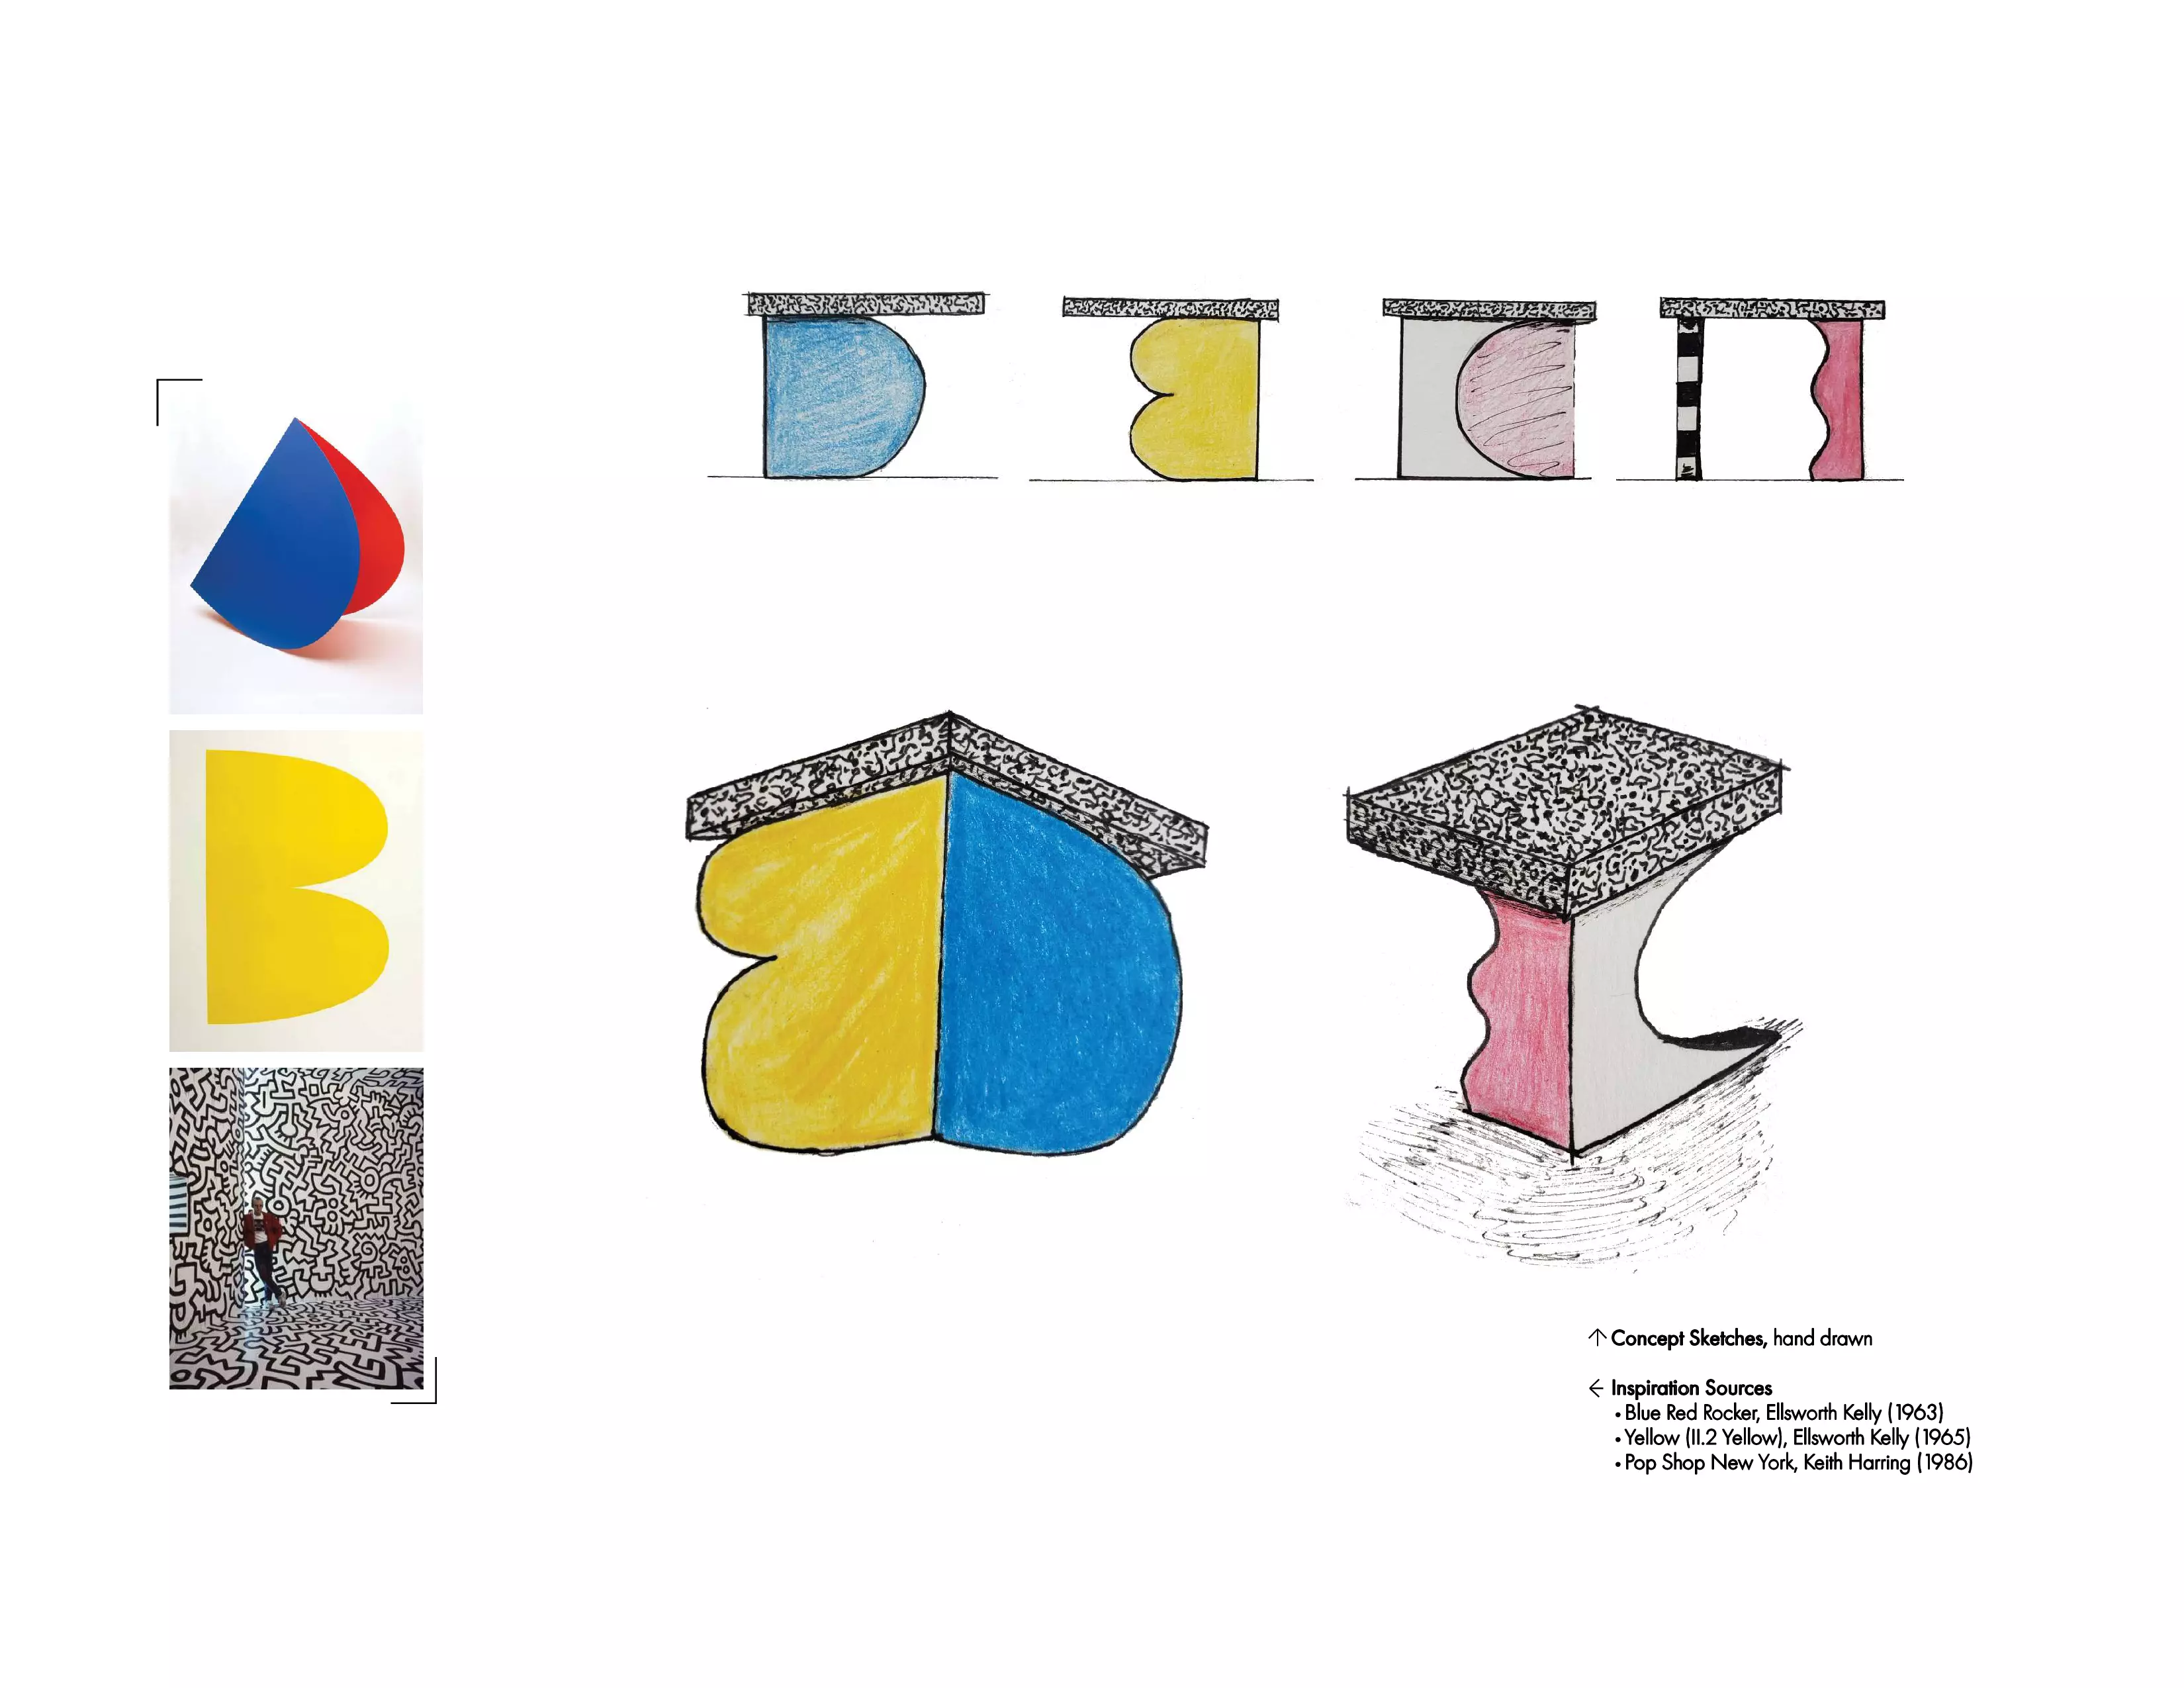 ↑ Concept Sketches, hand drawn
← Inspiration Sources
• Blue Red Rocker, Ellsworth Kelly (1963)
• Yellow (II.2 Yellow), Ellsworth Kelly (1965)
• Pop Shop New York, Keith Harring (1986)